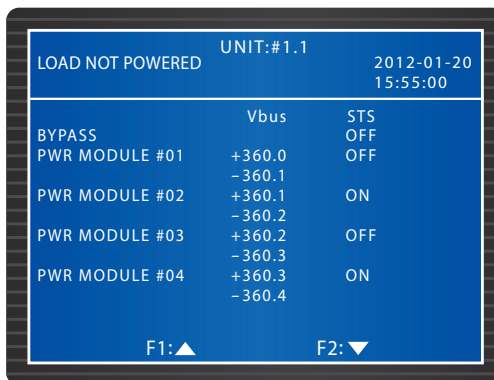 UNIT:#1.1
LOAD NOT POWERED 2012-01-20
15:55:00
Vbus STS
BYPASS OFF
PWR MODULE #01 +360.0 OFF
−360.1
PWR MODULE #02 +360.1 ON
−360.2
PWR MODULE #03 +360.2 OFF
−360.3
PWR MODULE #04 +360.3 ON
−360.4
F1:▲ F2:▼